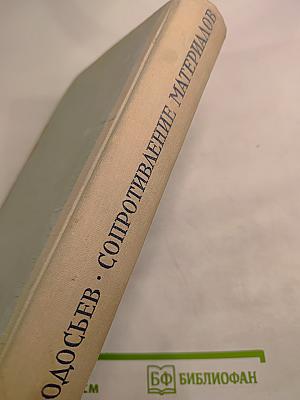 ОДОСЬЕВ · СОПРОТИВЛЕНИЕ МАТЕРИАЛОВ
БФ БИБЛИОФАН